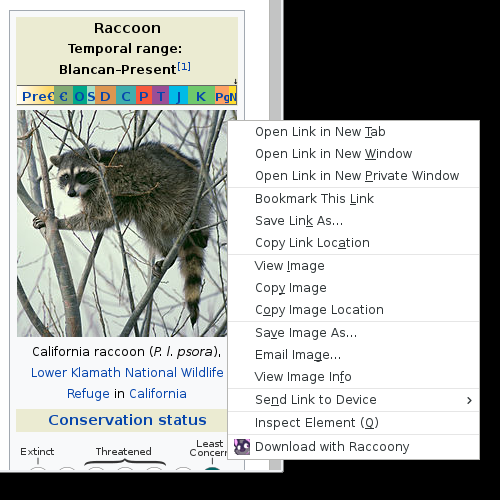 Raccoon
Temporal range:
Blancan–Present[1]
PreЄ Є O S D C P T J K Pg N
↓
Open Link in New Tab
Open Link in New Window
Open Link in New Private Window
Bookmark This Link
Save Link As...
Copy Link Location
View Image
Copy Image
Copy Image Location
Save Image As...
Email Image...
View Image Info
Send Link to Device
Inspect Element (Q)
Download with Raccoony
California raccoon (P. l. psora),
Lower Klamath National Wildlife
Refuge in California
Conservation status
Extinct Threatened Least
Concern